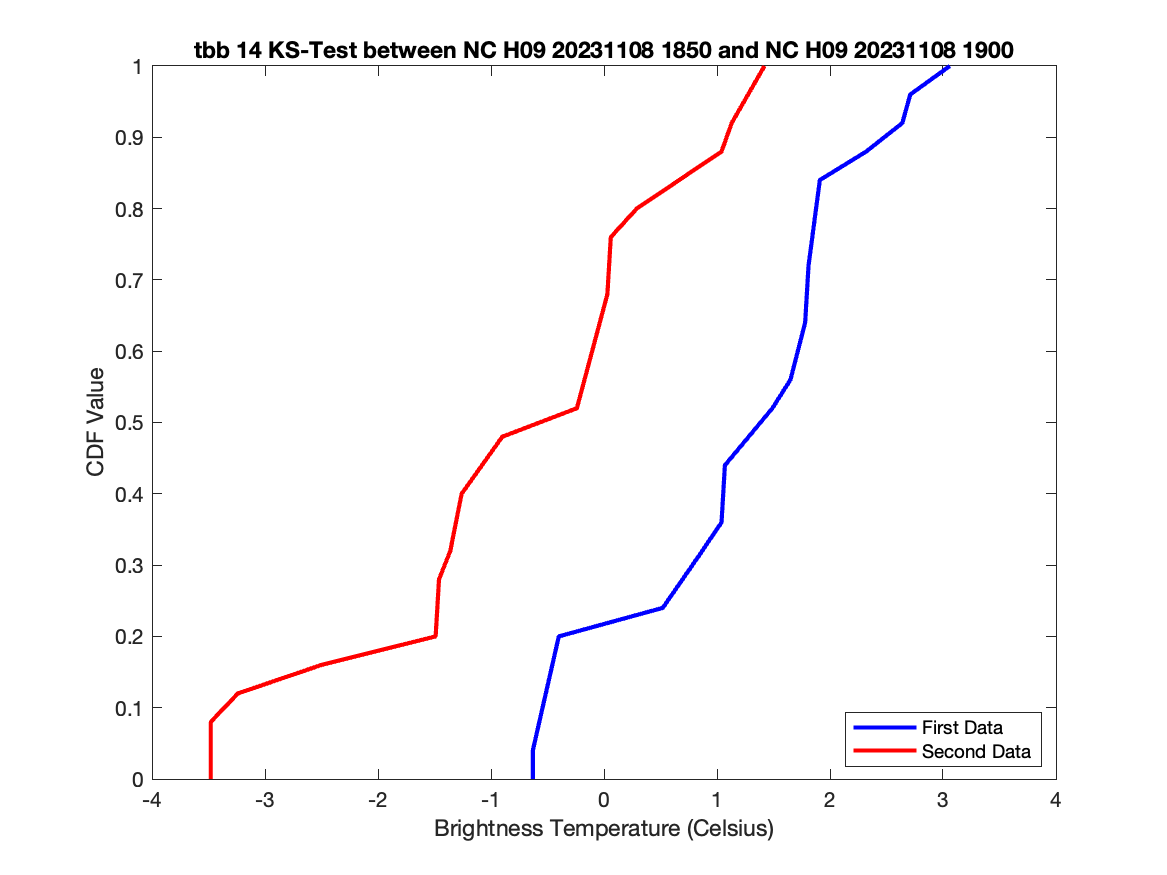 tbb 14 KS-Test between NC H09 20231108 1850 and NC H09 20231108 1900
1
0.9
0.8
0.7
0.6
0.5
0.4
0.3
0.2
0.1
0
CDF Value
First Data
Second Data
-4 -3 -2 -1 0 1 2 3 4
Brightness Temperature (Celsius)